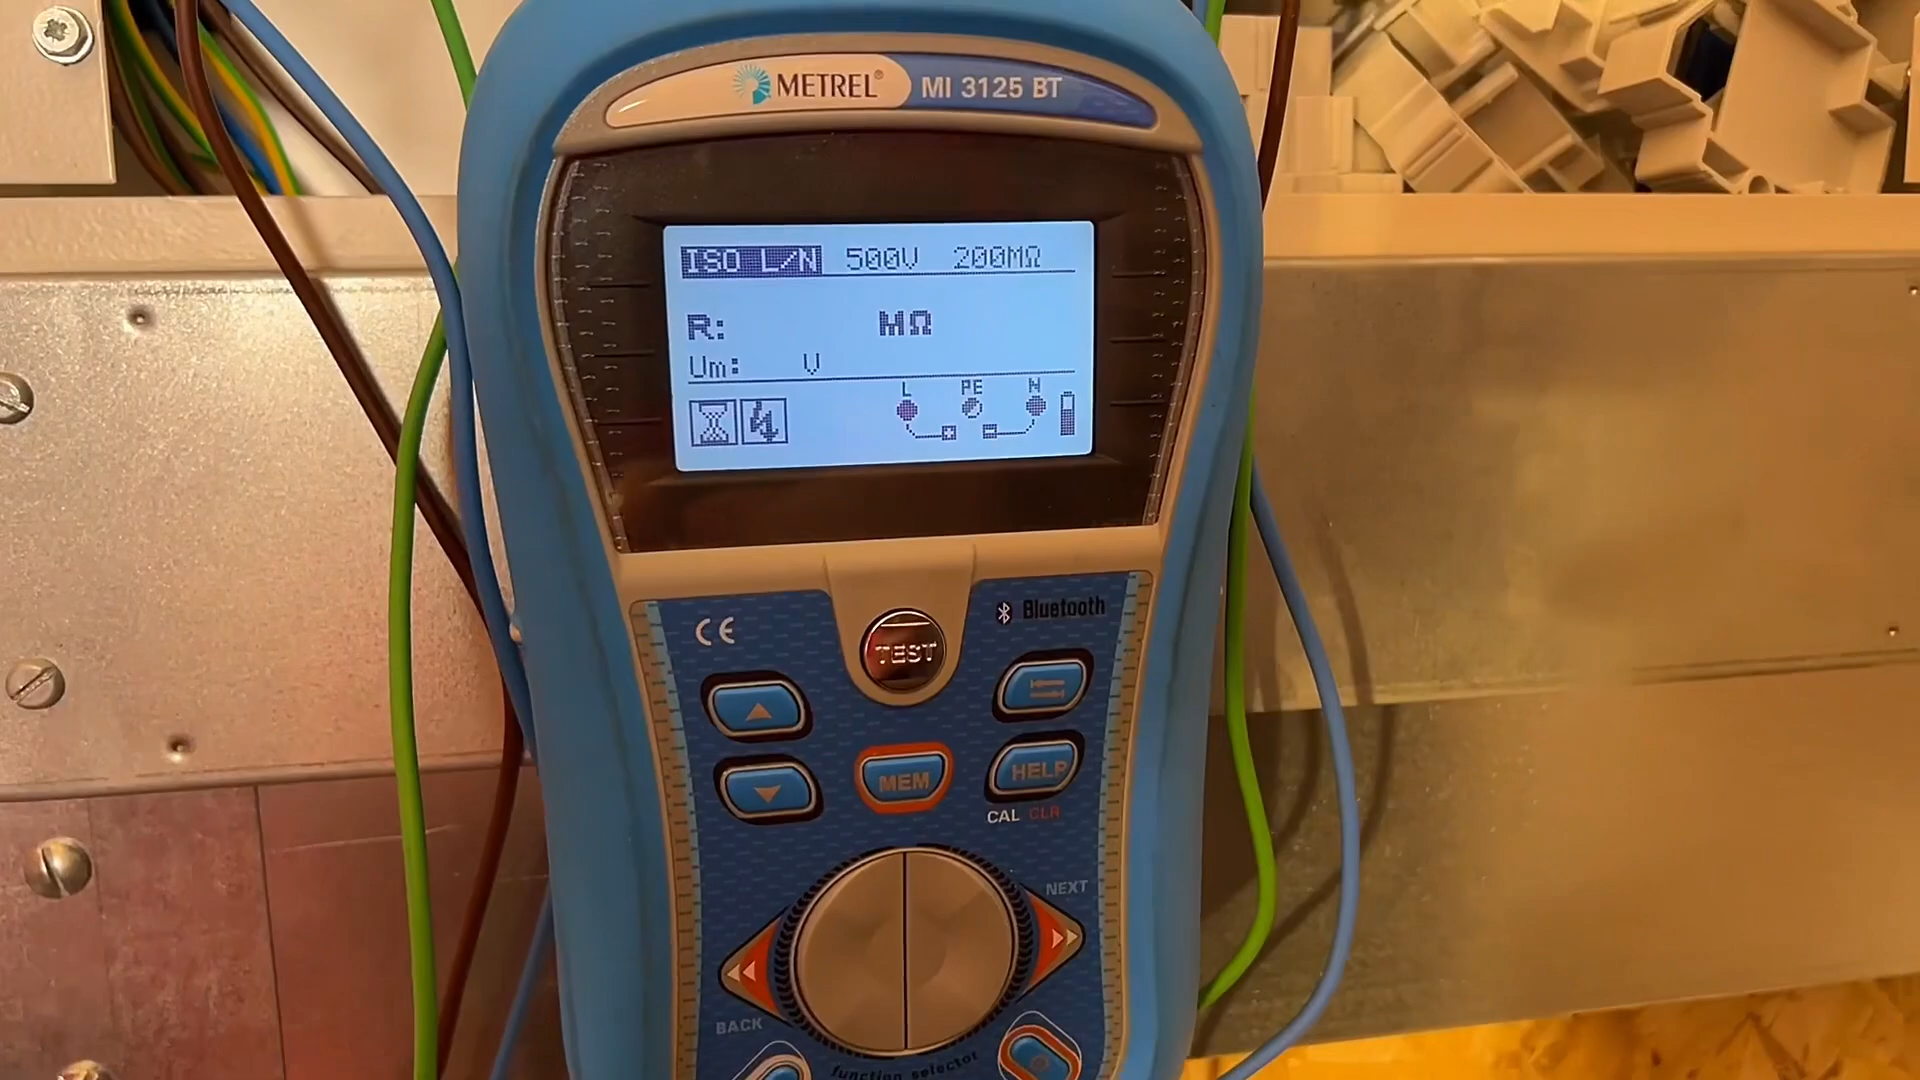 METREL® MI 3125 BT
ISO L/N 500V 200MΩ
R: MΩ
Um: V
L PE N
CE
TEST
Bluetooth
MEM
HELP
CAL CLR
NEXT
BACK
function selector